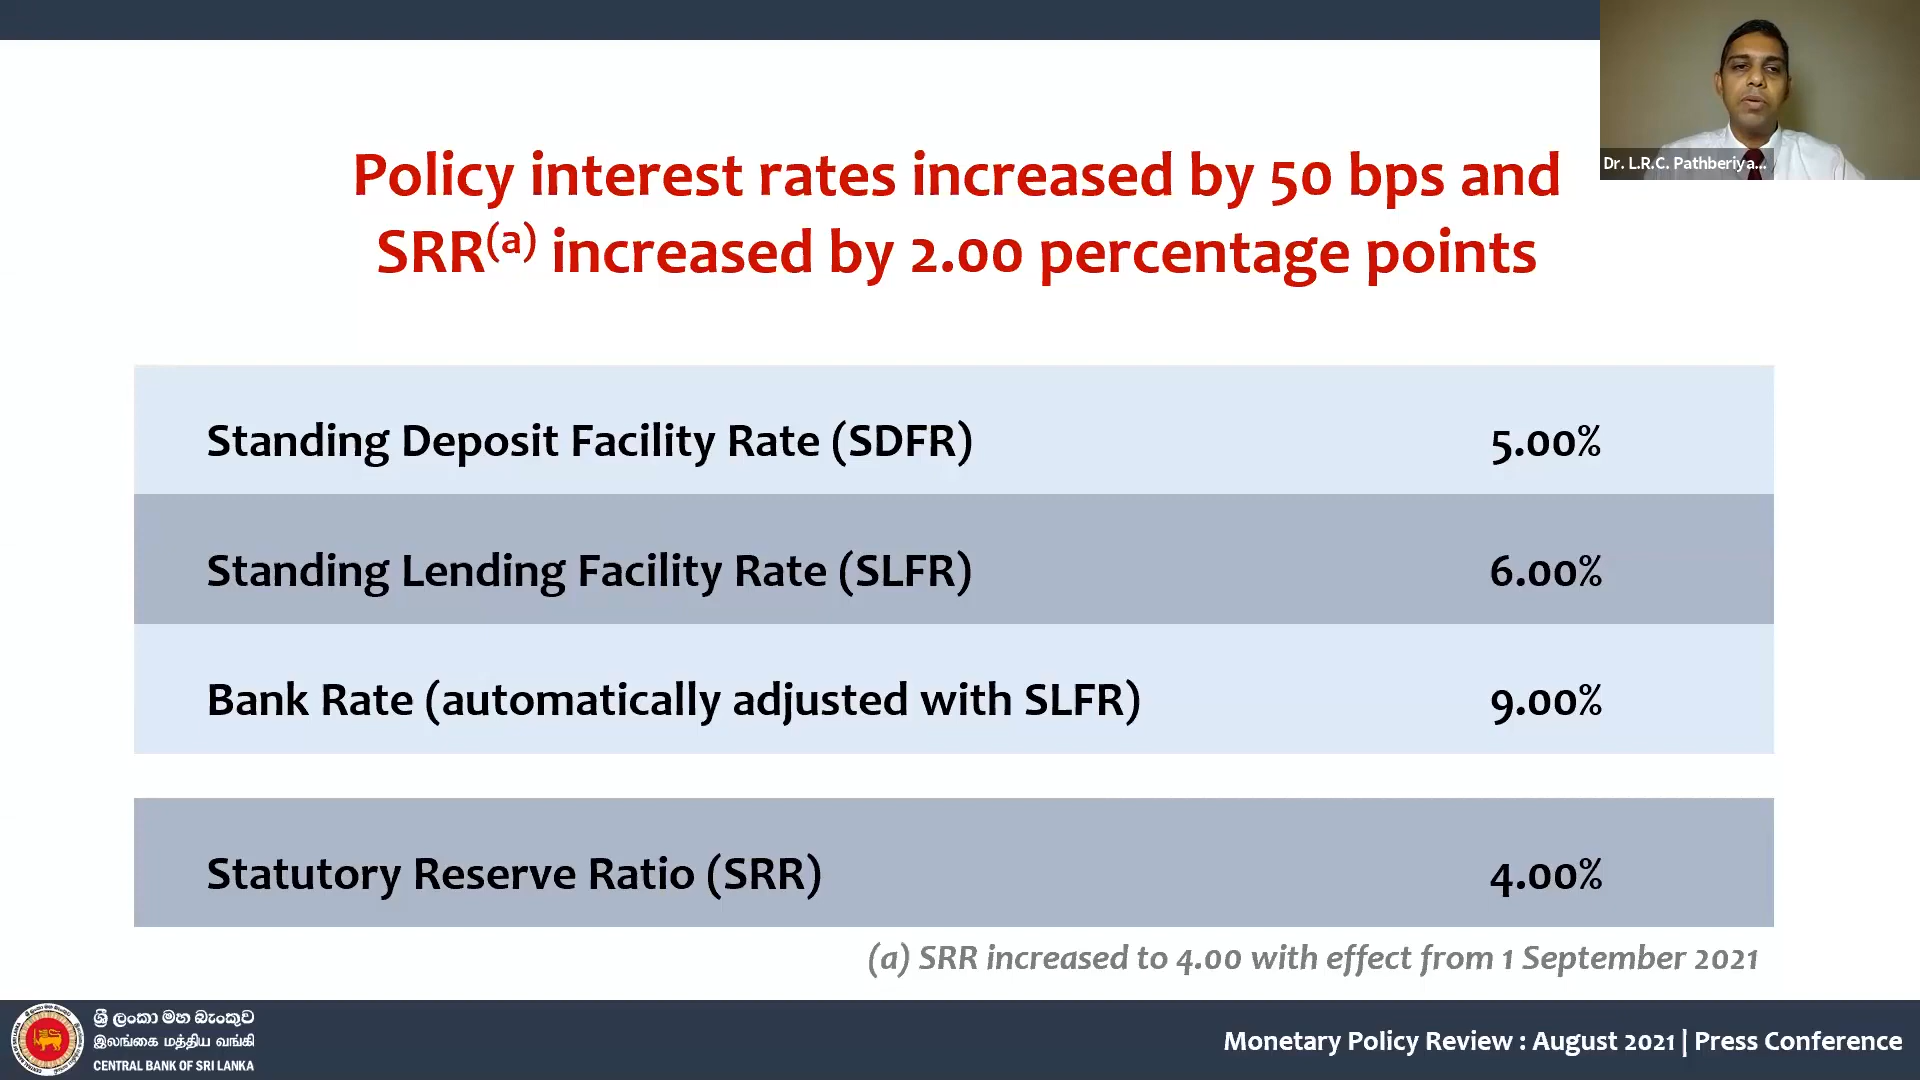 Policy interest rates increased by 50 bps and
SRR(a) increased by 2.00 percentage points
Dr. L.R.C. Pathberiya...
Standing Deposit Facility Rate (SDFR) 5.00%
Standing Lending Facility Rate (SLFR) 6.00%
Bank Rate (automatically adjusted with SLFR) 9.00%
Statutory Reserve Ratio (SRR) 4.00%
(a) SRR increased to 4.00 with effect from 1 September 2021
ශ්‍රී ලංකා මහ බැංකුව
இலங்கை மத்திய வங்கி
CENTRAL BANK OF SRI LANKA
Monetary Policy Review : August 2021 | Press Conference